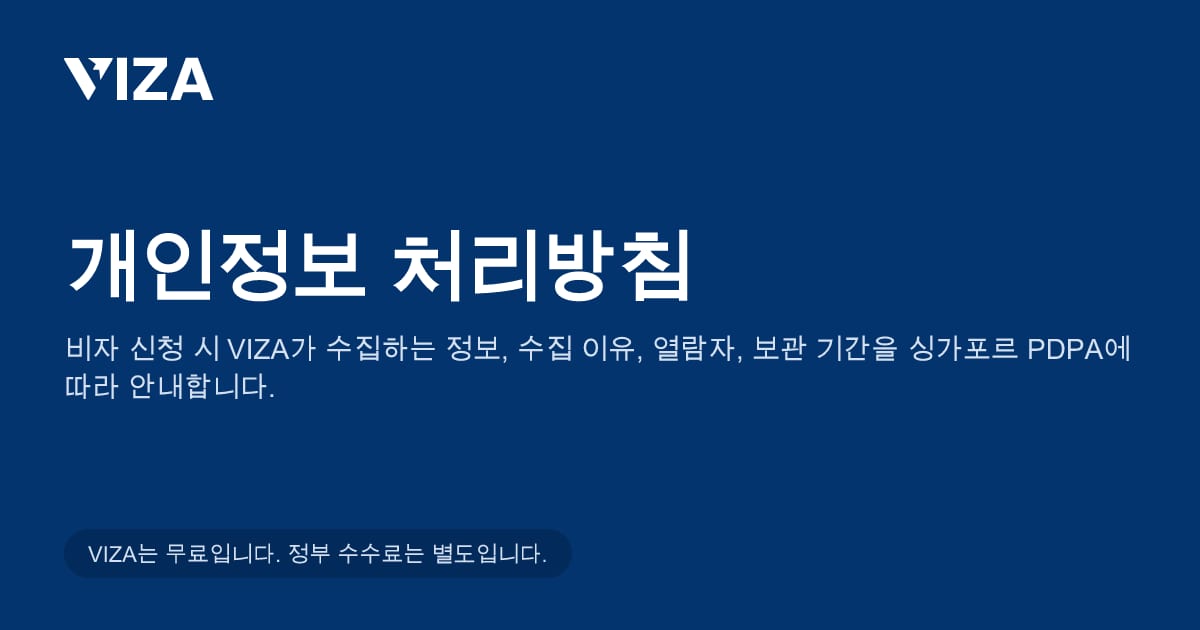 VIZA
개인정보 처리방침
비자 신청 시 VIZA가 수집하는 정보, 수집 이유, 열람자, 보관 기간을 싱가포르 PDPA에
따라 안내합니다.
VIZA는 무료입니다. 정부 수수료는 별도입니다.